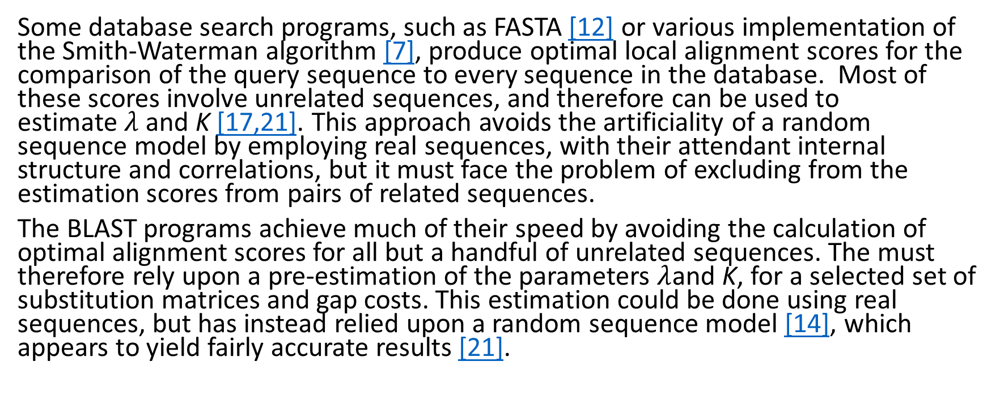 Some database search programs, such as FASTA [12] or various implementation of
the Smith-Waterman algorithm [7], produce optimal local alignment scores for the
comparison of the query sequence to every sequence in the database.  Most of
these scores involve unrelated sequences, and therefore can be used to
estimate λ and K [17,21]. This approach avoids the artificiality of a random
sequence model by employing real sequences, with their attendant internal
structure and correlations, but it must face the problem of excluding from the
estimation scores from pairs of related sequences.
The BLAST programs achieve much of their speed by avoiding the calculation of
optimal alignment scores for all but a handful of unrelated sequences. The must
therefore rely upon a pre-estimation of the parameters λand K, for a selected set of
substitution matrices and gap costs. This estimation could be done using real
sequences, but has instead relied upon a random sequence model [14], which
appears to yield fairly accurate results [21].